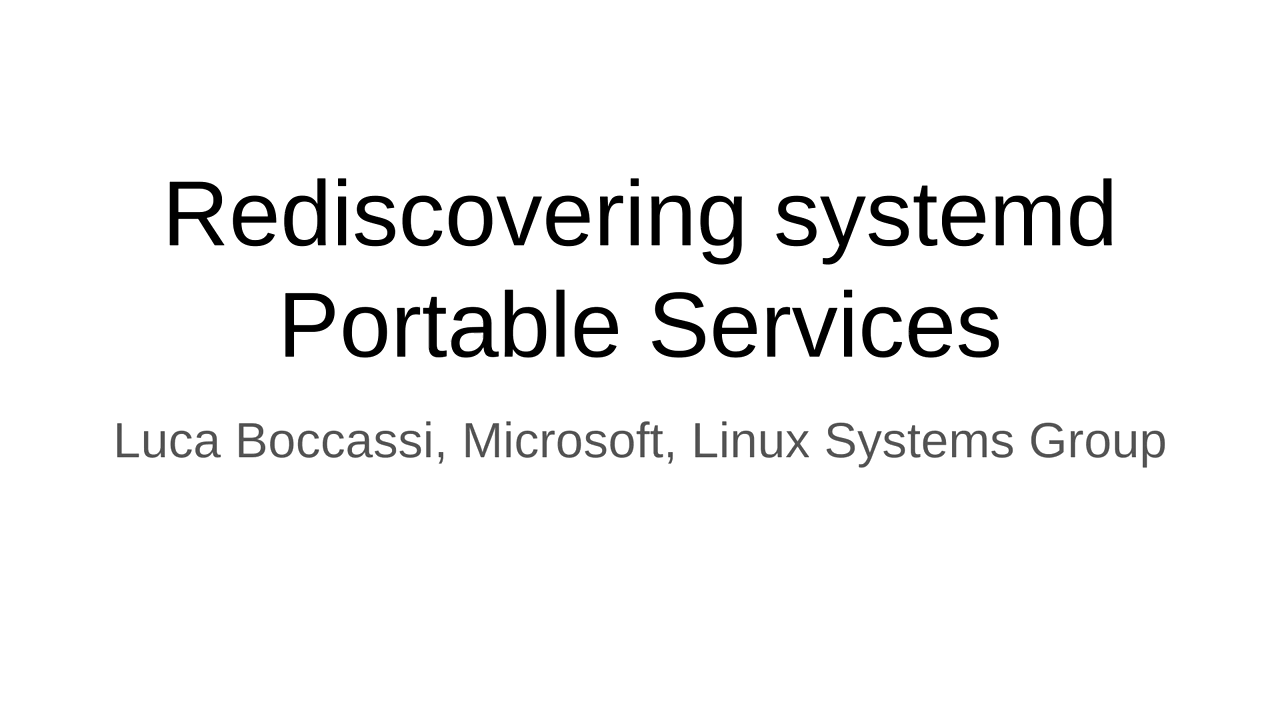 Rediscovering systemd
Portable Services
Luca Boccassi, Microsoft, Linux Systems Group